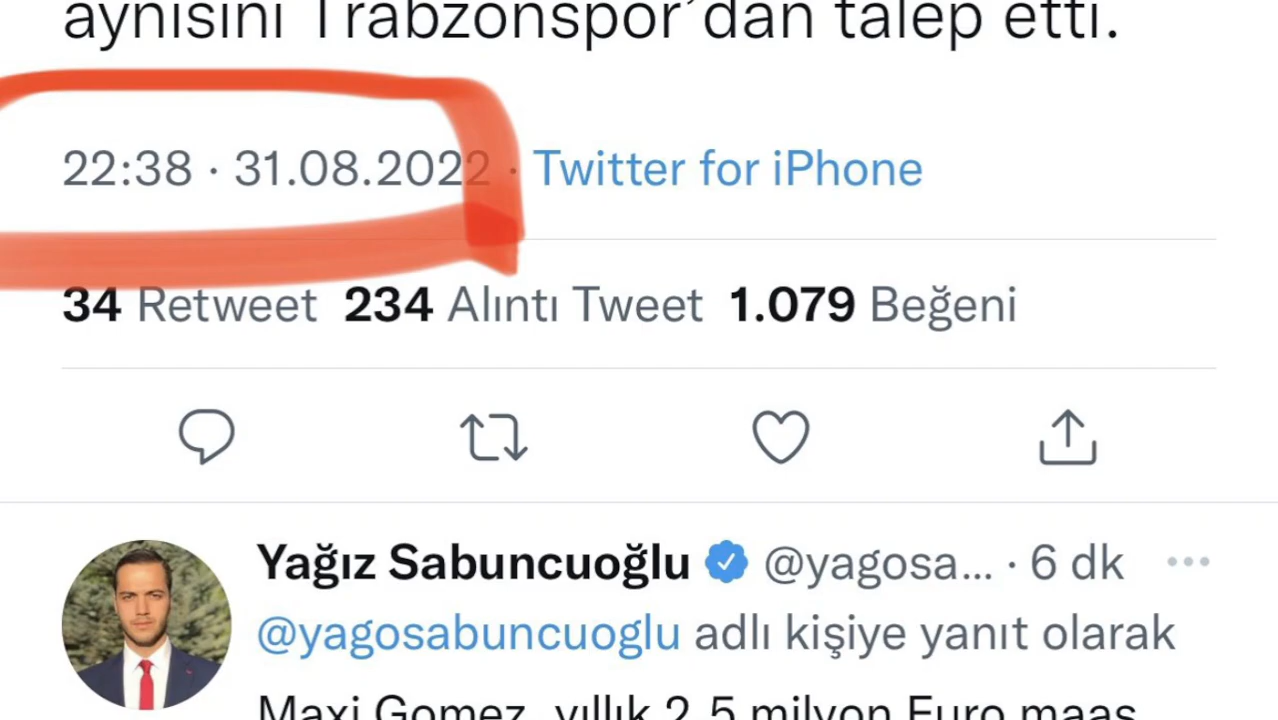 aynısını Trabzonspor’dan talep etti.
22:38 · 31.08.2022 · Twitter for iPhone
34 Retweet 234 Alıntı Tweet 1.079 Beğeni
Yağız Sabuncuoğlu @yagosa... · 6 dk
@yagosabuncuoglu adlı kişiye yanıt olarak
Maxi Gomez, yıllık 2.5 milyon Euro maaş